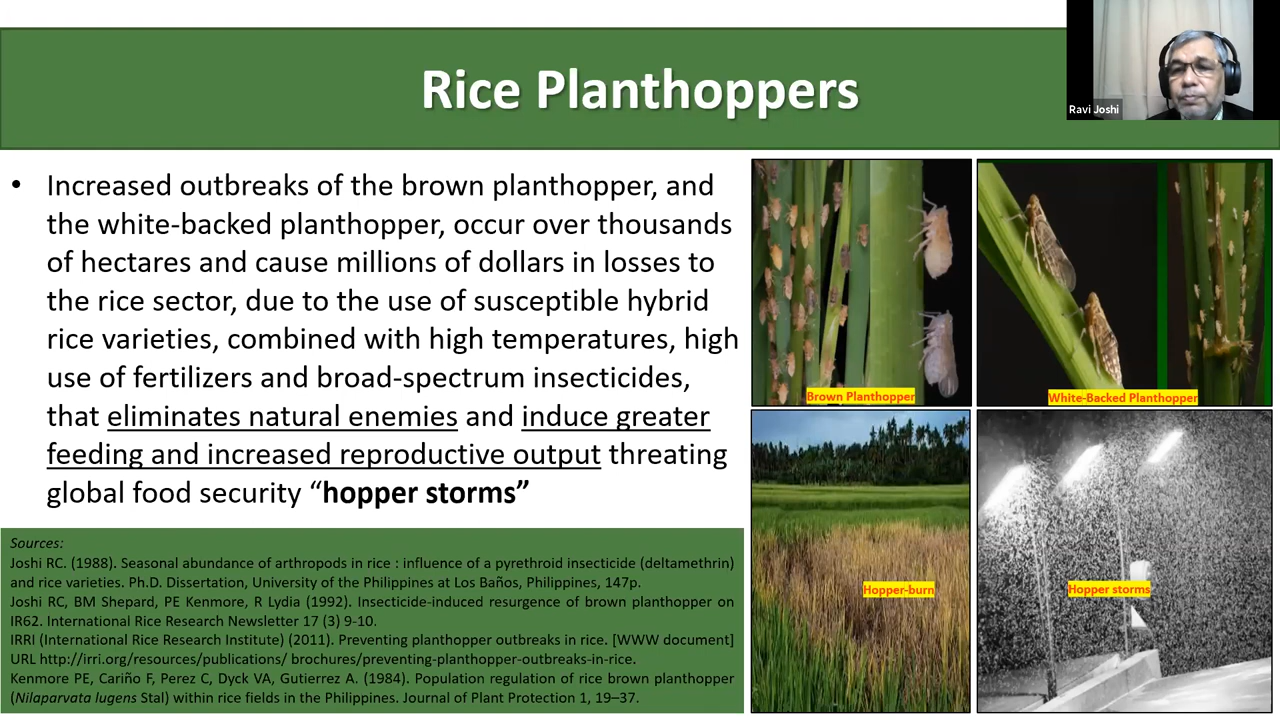 Rice Planthoppers
Ravi Joshi
• Increased outbreaks of the brown planthopper, and
the white-backed planthopper, occur over thousands
of hectares and cause millions of dollars in losses to
the rice sector, due to the use of susceptible hybrid
rice varieties, combined with high temperatures, high
use of fertilizers and broad-spectrum insecticides,
that eliminates natural enemies and induce greater
feeding and increased reproductive output threating
global food security “hopper storms”
Brown Planthopper
White-Backed Planthopper
Hopper-burn
Hopper storms
Sources:
Joshi RC. (1988). Seasonal abundance of arthropods in rice : influence of a pyrethroid insecticide (deltamethrin)
and rice varieties. Ph.D. Dissertation, University of the Philippines at Los Baños, Philippines, 147p.
Joshi RC, BM Shepard, PE Kenmore, R Lydia (1992). Insecticide-induced resurgence of brown planthopper on
IR62. International Rice Research Newsletter 17 (3) 9-10.
IRRI (International Rice Research Institute) (2011). Preventing planthopper outbreaks in rice. [WWW document]
URL http://irri.org/resources/publications/ brochures/preventing-planthopper-outbreaks-in-rice.
Kenmore PE, Cariño F, Perez C, Dyck VA, Gutierrez A. (1984). Population regulation of rice brown planthopper
(Nilaparvata lugens Stal) within rice fields in the Philippines. Journal of Plant Protection 1, 19–37.